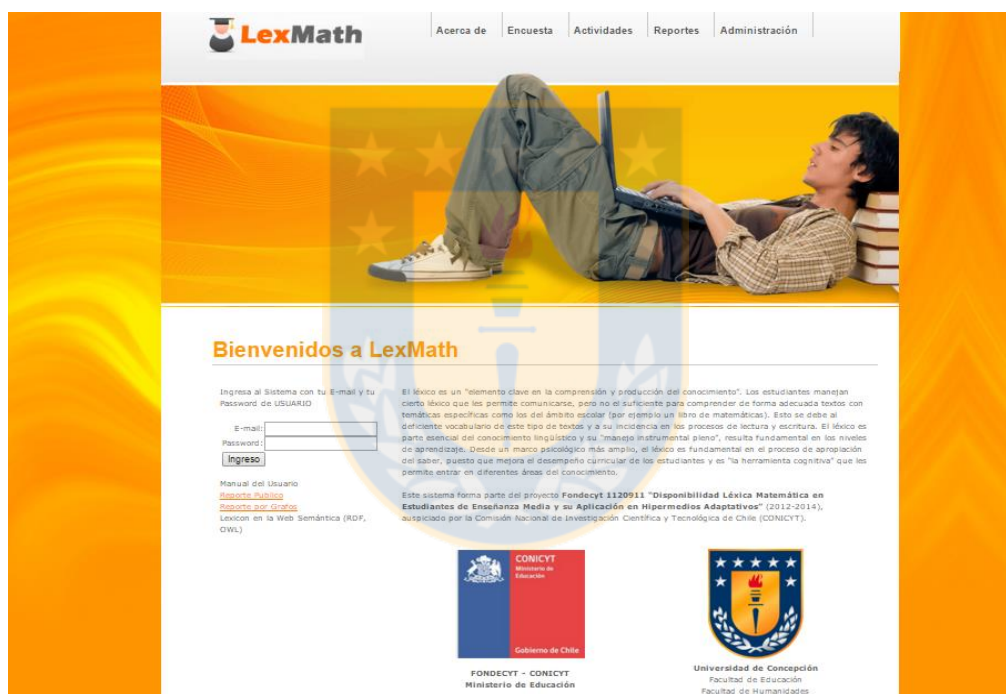 LexMath
Acerca de Encuesta Actividades Reportes Administración
Bienvenidos a LexMath
Ingresa al Sistema con tu E-mail y tu
Password de USUARIO
E-mail:
Password:
Ingreso
Manual del Usuario
Reporte Publico
Reporte por Grafos
Lexicon en la Web Semántica (RDF,
OWL)
El léxico es un "elemento clave en la comprensión y producción del conocimiento". Los estudiantes manejan
cierto léxico que les permite comunicarse, pero no el suficiente para comprender de forma adecuada textos con
temáticas específicas como los del ámbito escolar (por ejemplo un libro de matemáticas). Esto se debe al
deficiente vocabulario de este tipo de textos y a su incidencia en los procesos de lectura y escritura. El léxico es
parte esencial del conocimiento lingüístico y su "manejo instrumental pleno", resulta fundamental en los niveles
de aprendizaje. Desde un marco psicológico más amplio, el léxico es fundamental en el proceso de apropiación
del saber, puesto que mejora el desempeño curricular de los estudiantes y es "la herramienta cognitiva" que les
permite entrar en diferentes áreas del conocimiento.
Este sistema forma parte del proyecto Fondecyt 1120911 "Disponibilidad Léxica Matemática en
Estudiantes de Enseñanza Media y su Aplicación en Hipermedios Adaptativos" (2012-2014),
auspiciado por la Comisión Nacional de Investigación Científica y Tecnológica de Chile (CONICYT).
CONICYT
Ministerio de
Educación
Gobierno de Chile
FONDECYT - CONICYT
Ministerio de Educación
Universidad de Concepción
Facultad de Educación
Facultad de Humanidades